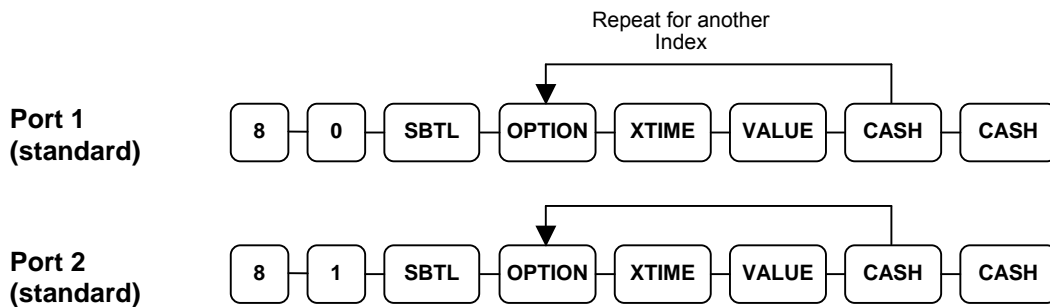 Repeat for another
Index
Port 1
(standard)
8 0 SBTL OPTION XTIME VALUE CASH CASH
Port 2
(standard)
8 1 SBTL OPTION XTIME VALUE CASH CASH